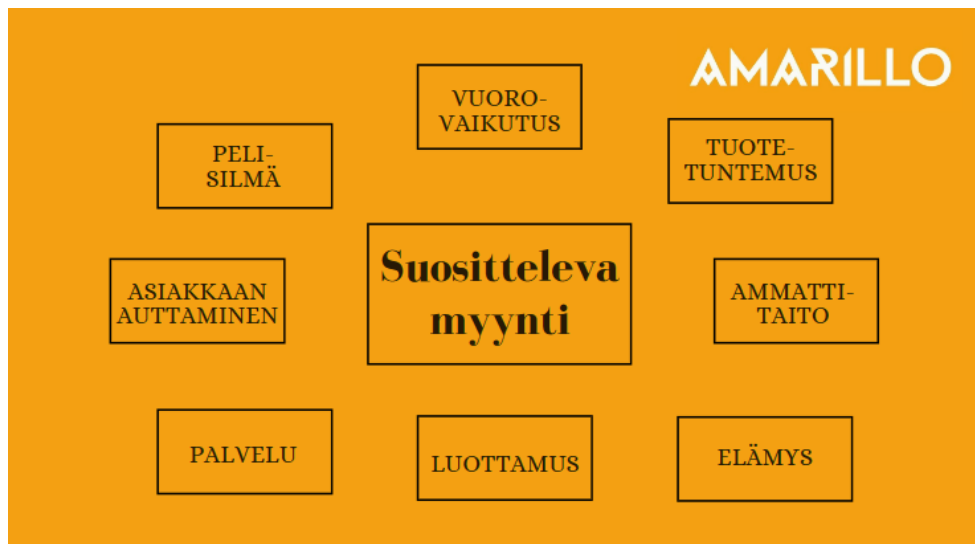 AMARILLO
VUORO-
VAIKUTUS
PELI-
SILMÄ
TUOTE-
TUNTEMUS
Suositteleva
myynti
ASIAKKAAN
AUTTAMINEN
AMMATTI-
TAITO
PALVELU
LUOTTAMUS
ELÄMYS